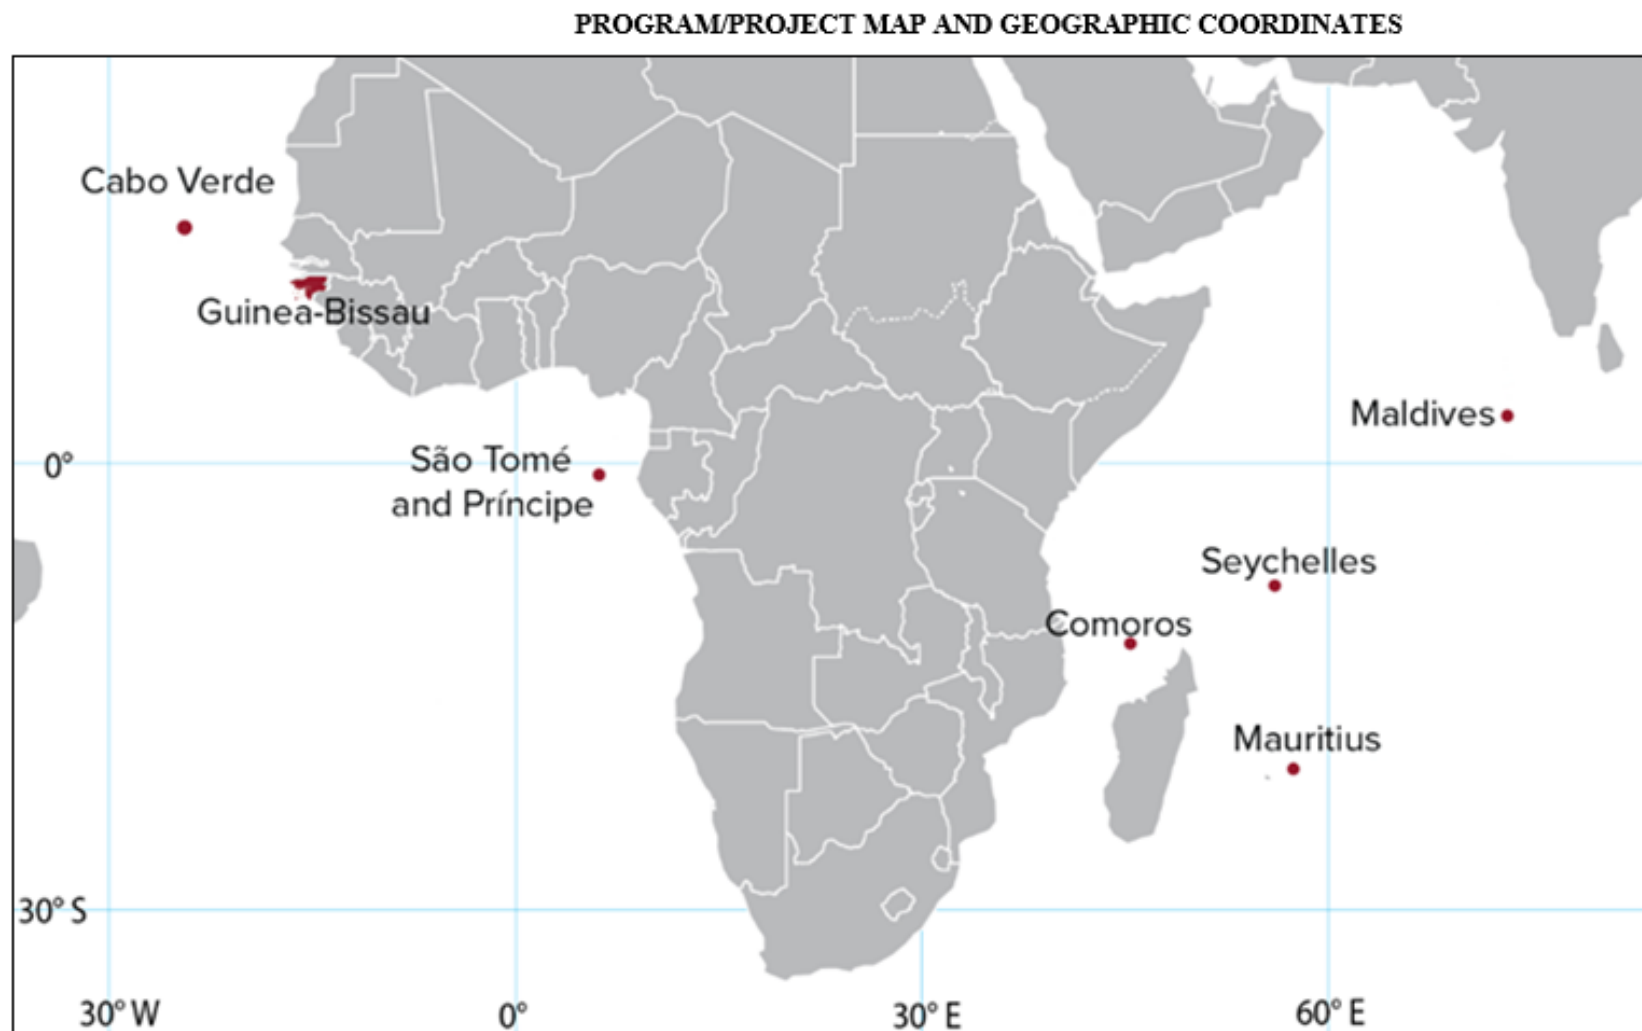 PROGRAM/PROJECT MAP AND GEOGRAPHIC COORDINATES
Cabo Verde
Guinea-Bissau
Maldives
0°
São Tomé
and Príncipe
Seychelles
Comoros
Mauritius
30° S
30° W
0°
30° E
60° E